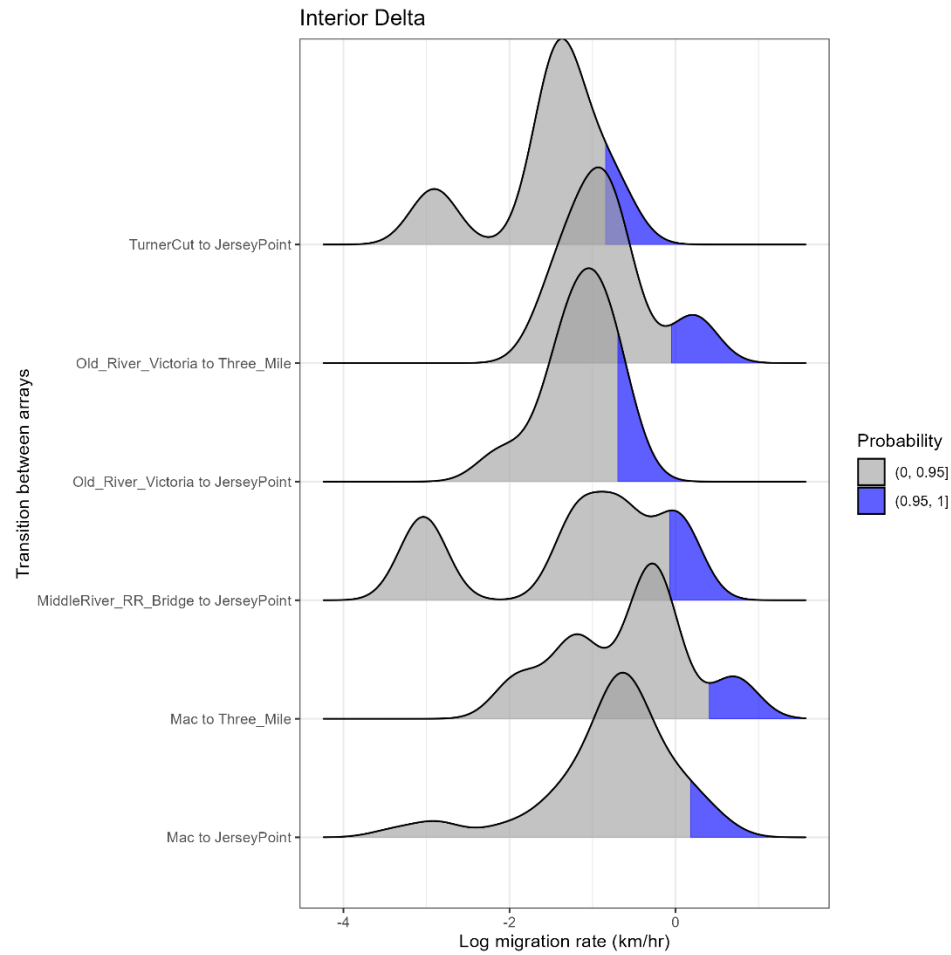 Interior Delta
Transition between arrays
TurnerCut to JerseyPoint
Old_River_Victoria to Three_Mile
Old_River_Victoria to JerseyPoint
MiddleRiver_RR_Bridge to JerseyPoint
Mac to Three_Mile
Mac to JerseyPoint
-4 -2 0
Log migration rate (km/hr)
Probability
(0, 0.95]
(0.95, 1]